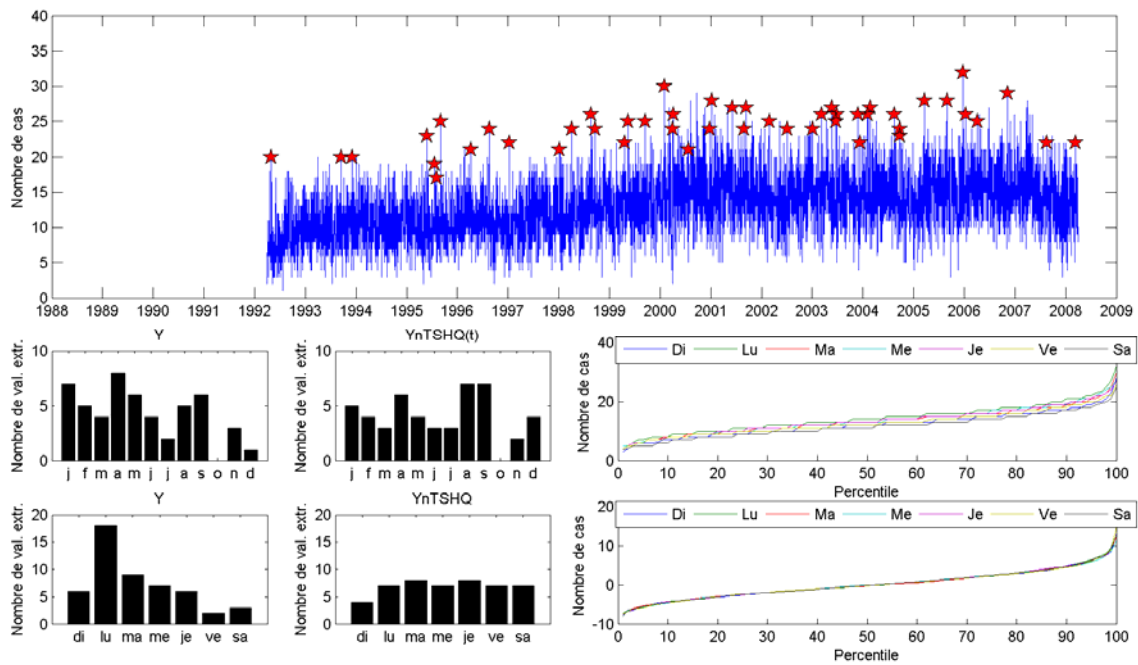 Nombre de cas
40
35
30
25
20
15
10
5
0
1988 1989 1990 1991 1992 1993 1994 1995 1996 1997 1998 1999 2000 2001 2002 2003 2004 2005 2006 2007 2008 2009
Y
Nombre de val. extr.
10
5
0
j f m a m j j a s o n d
YnTSHQ(t)
Nombre de val. extr.
10
5
0
j f m a m j j a s o n d
Di Lu Ma Me Je Ve Sa
Nombre de cas
40
20
0
0 10 20 30 40 50 60 70 80 90 100
Percentile
Y
Nombre de val. extr.
20
15
10
5
0
di lu ma me je ve sa
YnTSHQ
Nombre de val. extr.
20
15
10
5
0
di lu ma me je ve sa
Di Lu Ma Me Je Ve Sa
Nombre de cas
20
10
0
-10
0 10 20 30 40 50 60 70 80 90 100
Percentile